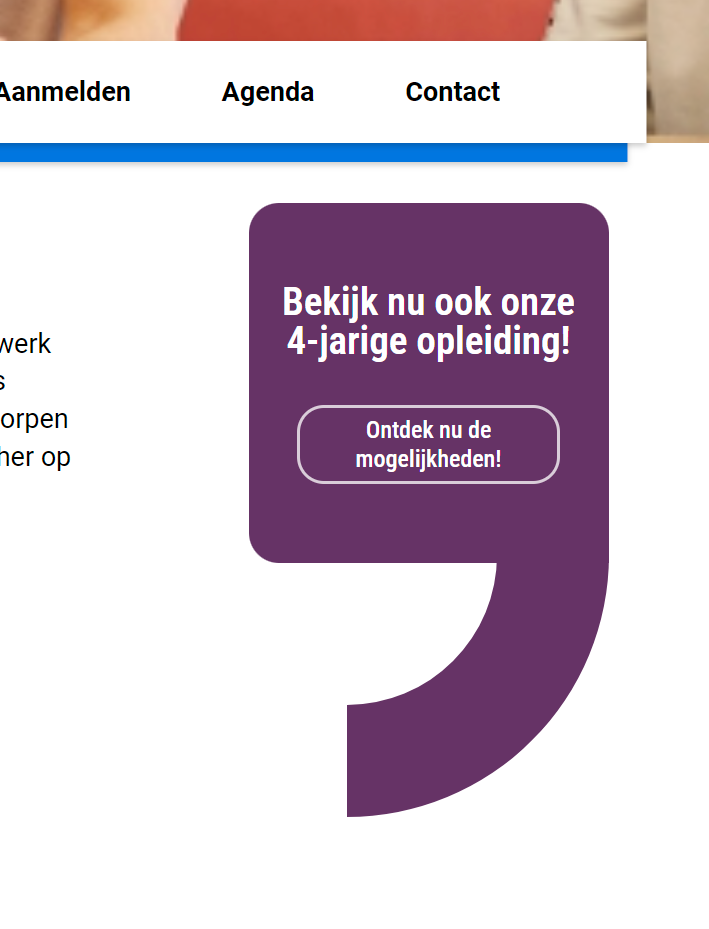 Aanmelden Agenda Contact
Bekijk nu ook onze
4-jarige opleiding!
Ontdek nu de
mogelijkheden!
werk
s
orpen
her op